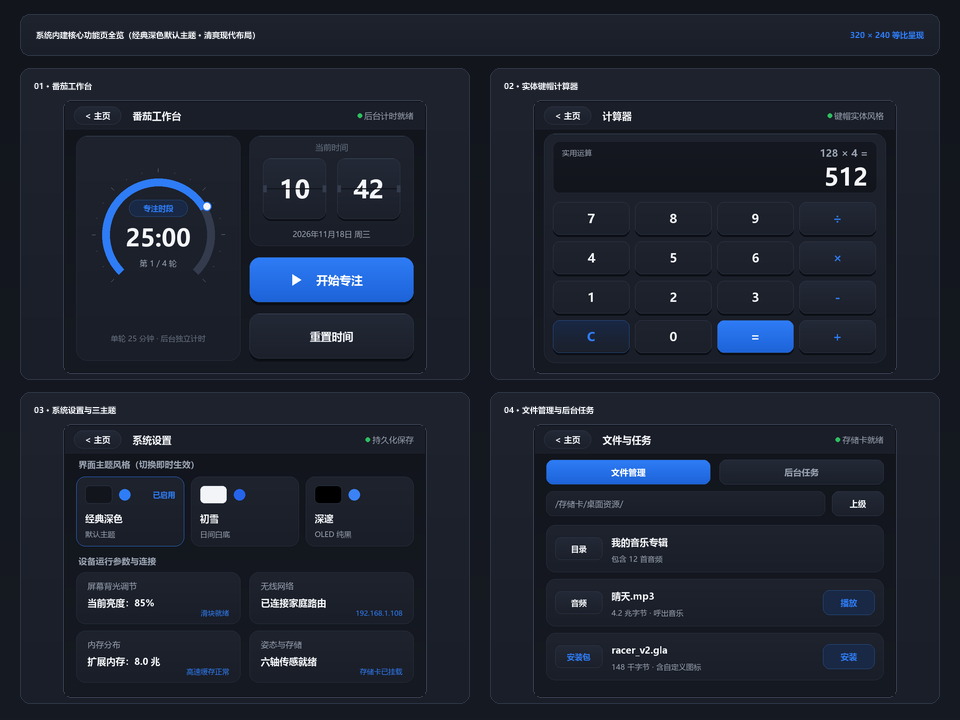 系统内建核心功能页全览（经典深色默认主题 • 清爽现代布局）
320 × 240 等比呈现
01 • 番茄工作台
< 主页
番茄工作台
后台计时就绪
专注时段
25:00
第 1 / 4 轮
单轮 25 分钟 · 后台独立计时
当前时间
10
42
2026年11月18日 周三
开始专注
重置时间
02 • 实体键帽计算器
< 主页
计算器
键帽实体风格
实用运算
128 × 4 =
512
7 8 9 ÷
4 5 6 ×
1 2 3 -
C 0 = +
03 • 系统设置与三主题
< 主页
系统设置
持久化保存
界面主题风格（切换即时生效）
已启用
经典深色
默认主题
初雪
日间白底
深邃
OLED 纯黑
设备运行参数与连接
屏幕背光调节
当前亮度：85%
滑块就绪
无线网络
已连接家庭路由
192.168.1.108
内存分布
扩展内存：8.0 兆
高速缓存正常
姿态与存储
六轴传感就绪
存储卡已挂载
04 • 文件管理与后台任务
< 主页
文件与任务
存储卡就绪
文件管理
后台任务
/存储卡/桌面资源/
上级
目录
我的音乐专辑
包含 12 首音频
音频
晴天.mp3
4.2 兆字节 · 呼出音乐
播放
安装包
racer_v2.gla
148 千字节 · 含自定义图标
安装